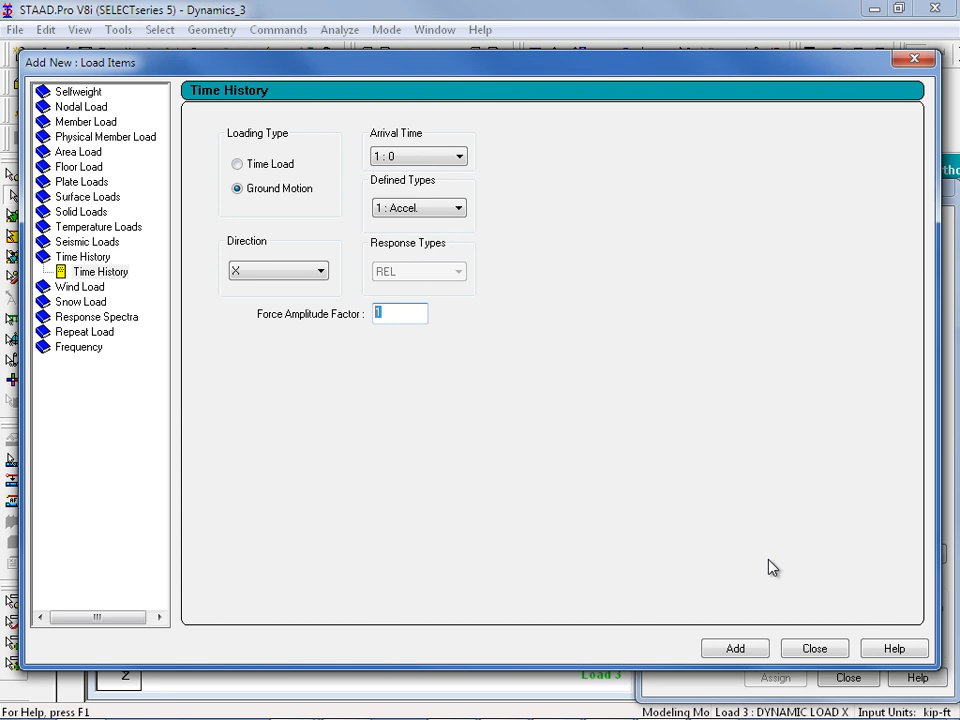 STAAD.Pro V8i (SELECTseries 5) - Dynamics_3
File Edit View Tools Select Geometry Commands Analyze Mode Window Help
Add New : Load Items
Selfweight
Nodal Load
Member Load
Physical Member Load
Area Load
Floor Load
Plate Loads
Surface Loads
Solid Loads
Temperature Loads
Seismic Loads
Time History
Time History
Wind Load
Snow Load
Response Spectra
Repeat Load
Frequency
Time History
Loading Type
Time Load
Ground Motion
Arrival Time
1 : 0
Defined Types
1 : Accel.
Direction
X
Response Types
REL
Force Amplitude Factor :
1
Add Close Help
Z
Load 3
Assign Close Help
For Help, press F1
Modeling Mo Load 3 : DYNAMIC LOAD X Input Units: kip-ft